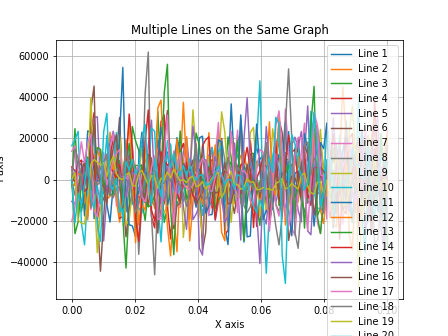 Multiple Lines on the Same Graph
60000
40000
20000
0
−20000
−40000
0.00
0.02
0.04
0.06
X axis
Line 1
Line 2
Line 3
Line 4
Line 5
Line 6
Line 7
Line 8
Line 9
Line 10
Line 11
Line 12
Line 13
Line 14
Line 15
Line 16
Line 17
Line 18
Line 19
Line 20